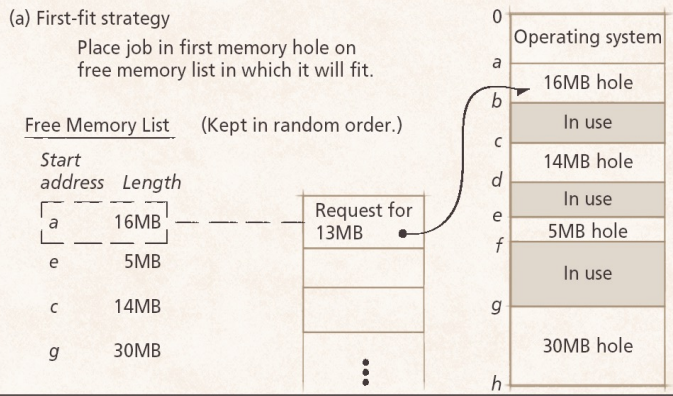 (a) First-fit strategy
Place job in first memory hole on
free memory list in which it will fit.
Free Memory List (Kept in random order.)
Start
address Length
a 16MB
e 5MB
c 14MB
g 30MB
Request for
13MB
0
Operating system
a
16MB hole
b
In use
c
14MB hole
d
In use
e
5MB hole
f
In use
g
30MB hole
h